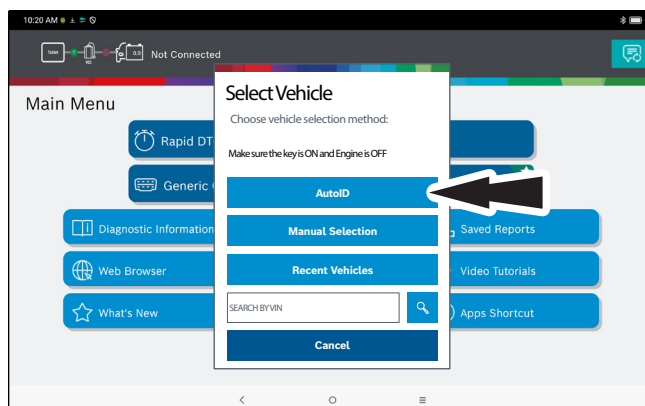 10:20 AM
Tablet
VCI
0.0
Not Connected
Main Menu
Rapid DT
Generic
Diagnostic Information
Web Browser
What's New
Saved Reports
Video Tutorials
Apps Shortcut
Select Vehicle
Choose vehicle selection method:
Make sure the key is ON and Engine is OFF
AutoID
Manual Selection
Recent Vehicles
SEARCH BY VIN
Cancel